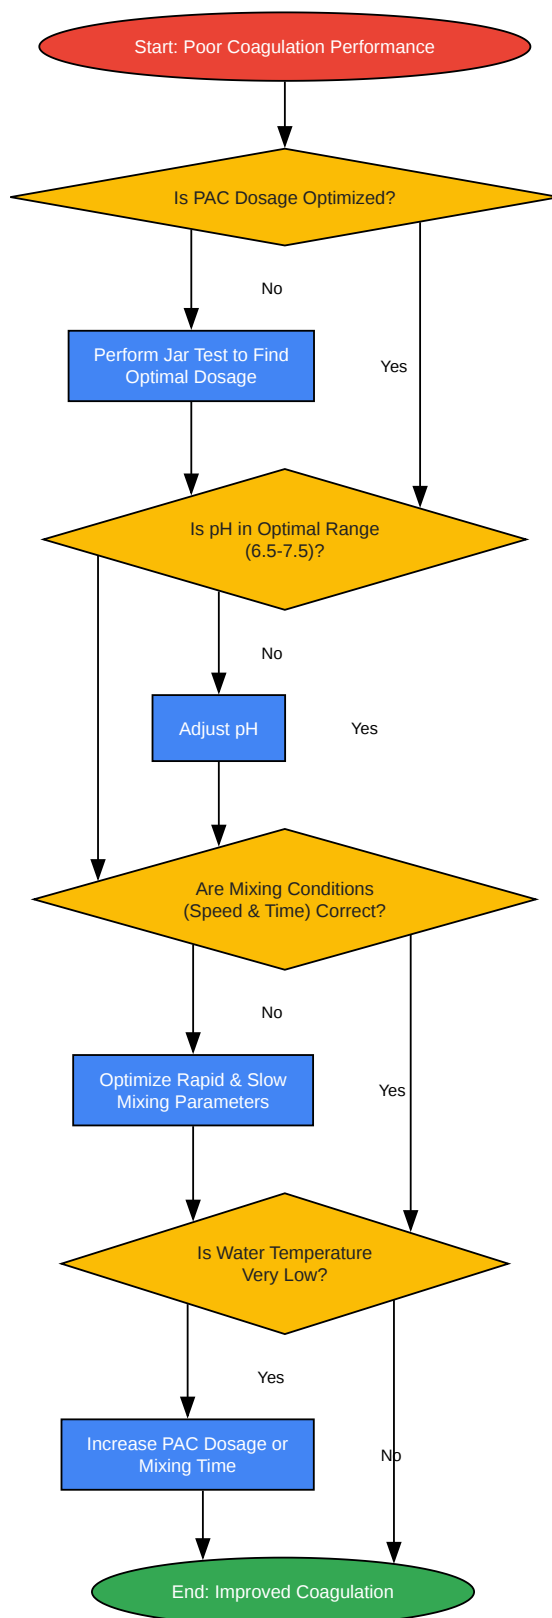 Start: Poor Coagulation Performance
Is PAC Dosage Optimized?
No
Perform Jar Test to Find
Optimal Dosage
Yes
Is pH in Optimal Range
(6.5-7.5)?
No
Adjust pH
Yes
Are Mixing Conditions
(Speed & Time) Correct?
No
Optimize Rapid & Slow
Mixing Parameters
Yes
Is Water Temperature
Very Low?
Yes
Increase PAC Dosage or
Mixing Time
No
End: Improved Coagulation